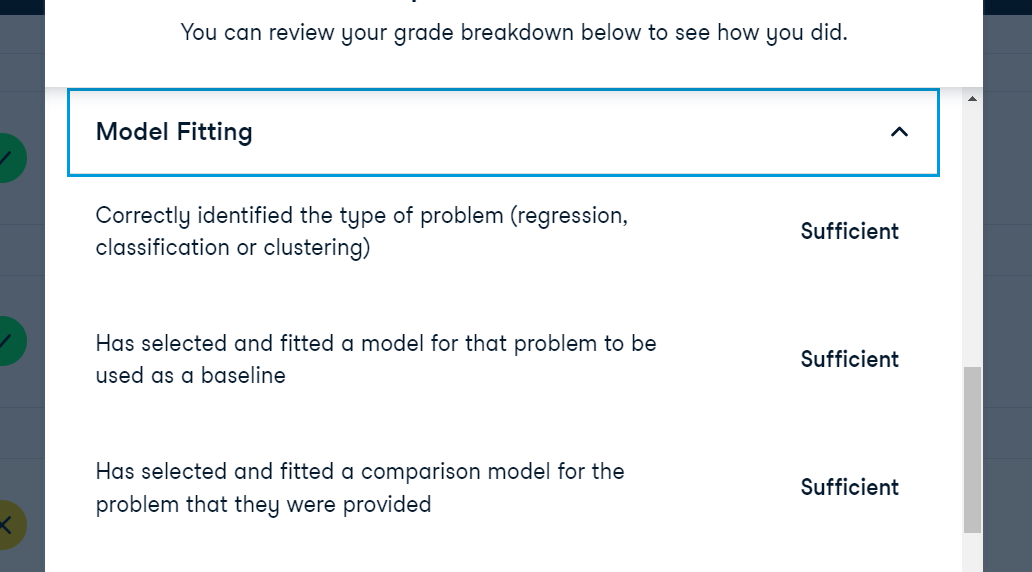 You can review your grade breakdown below to see how you did.
Model Fitting
Correctly identified the type of problem (regression,
classification or clustering)
Sufficient
Has selected and fitted a model for that problem to be
used as a baseline
Sufficient
Has selected and fitted a comparison model for the
problem that they were provided
Sufficient